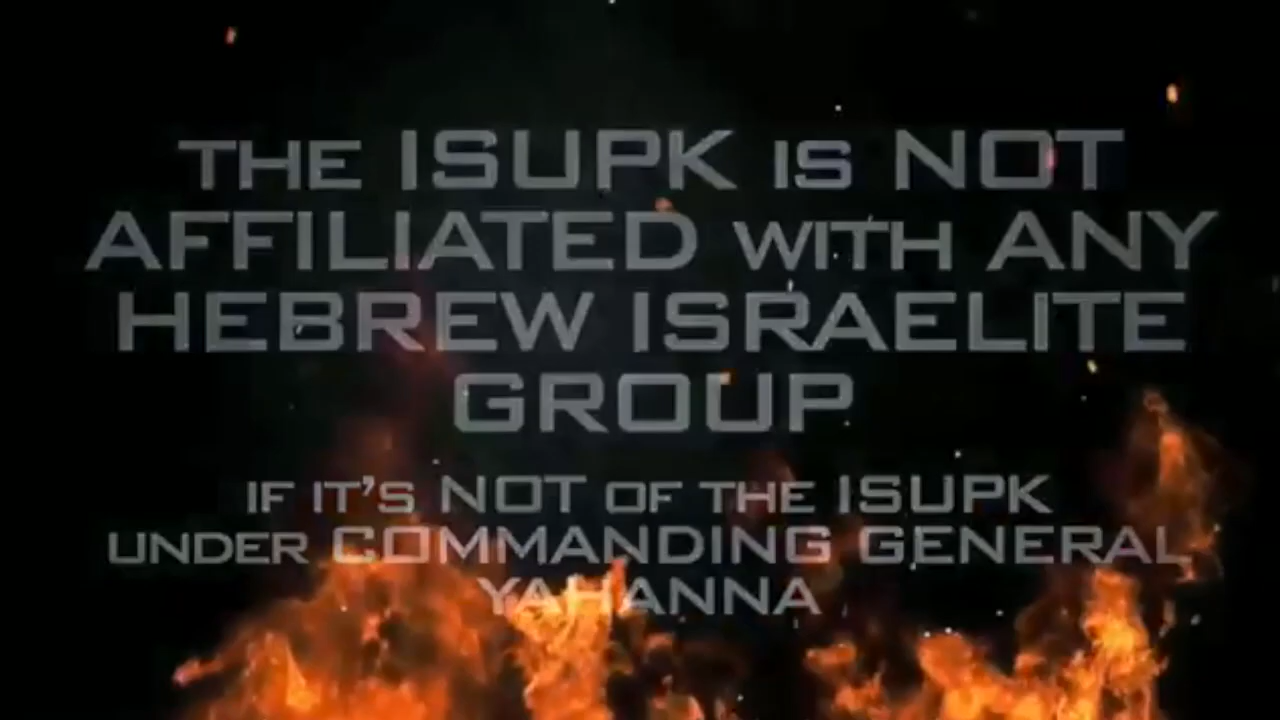 THE ISUPK IS NOT
AFFILIATED WITH ANY
HEBREW ISRAELITE
GROUP
IF IT'S NOT OF THE ISUPK
UNDER COMMANDING GENERAL
YAHANNA